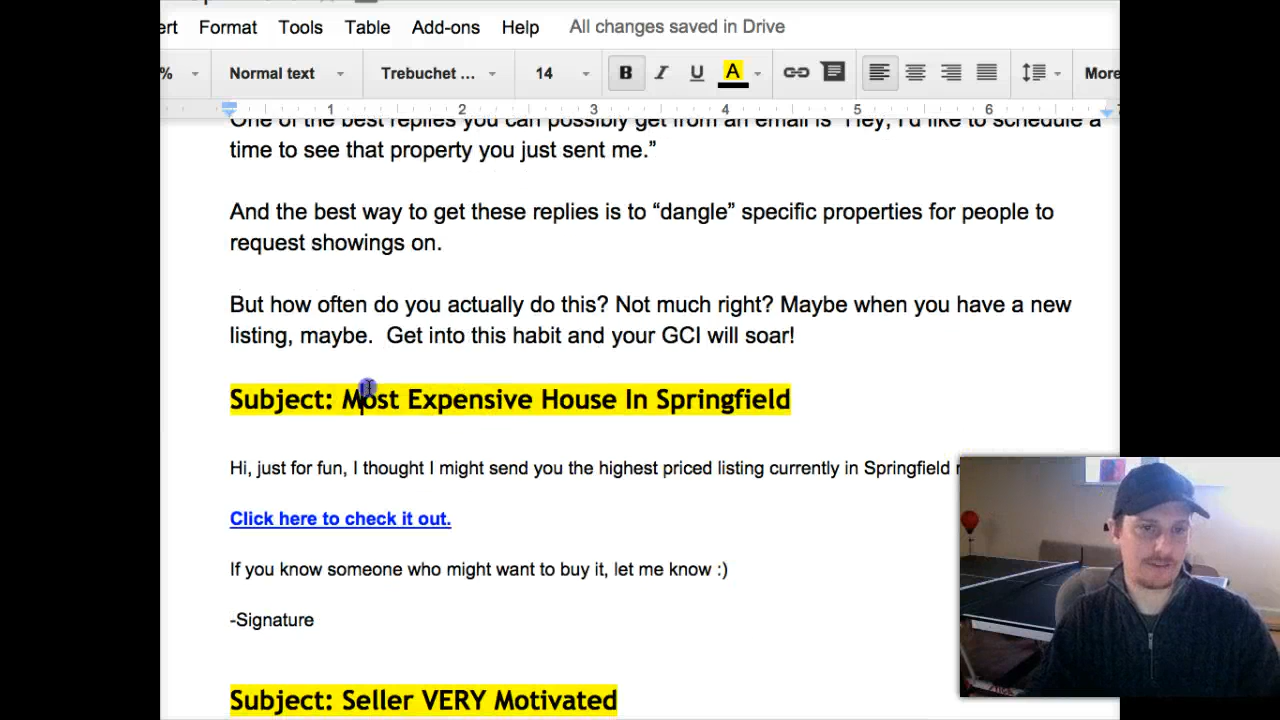 ert Format Tools Table Add-ons Help All changes saved in Drive
% Normal text Trebuchet ... 14 B I U A More
1 2 3 4 5 6 7
One of the best replies you can possibly get from an email is "Hey, I'd like to schedule a
time to see that property you just sent me.”
And the best way to get these replies is to “dangle” specific properties for people to
request showings on.
But how often do you actually do this? Not much right? Maybe when you have a new
listing, maybe. Get into this habit and your GCI will soar!
Subject: Most Expensive House In Springfield
Hi, just for fun, I thought I might send you the highest priced listing currently in Springfield
Click here to check it out.
If you know someone who might want to buy it, let me know :)
-Signature
Subject: Seller VERY Motivated